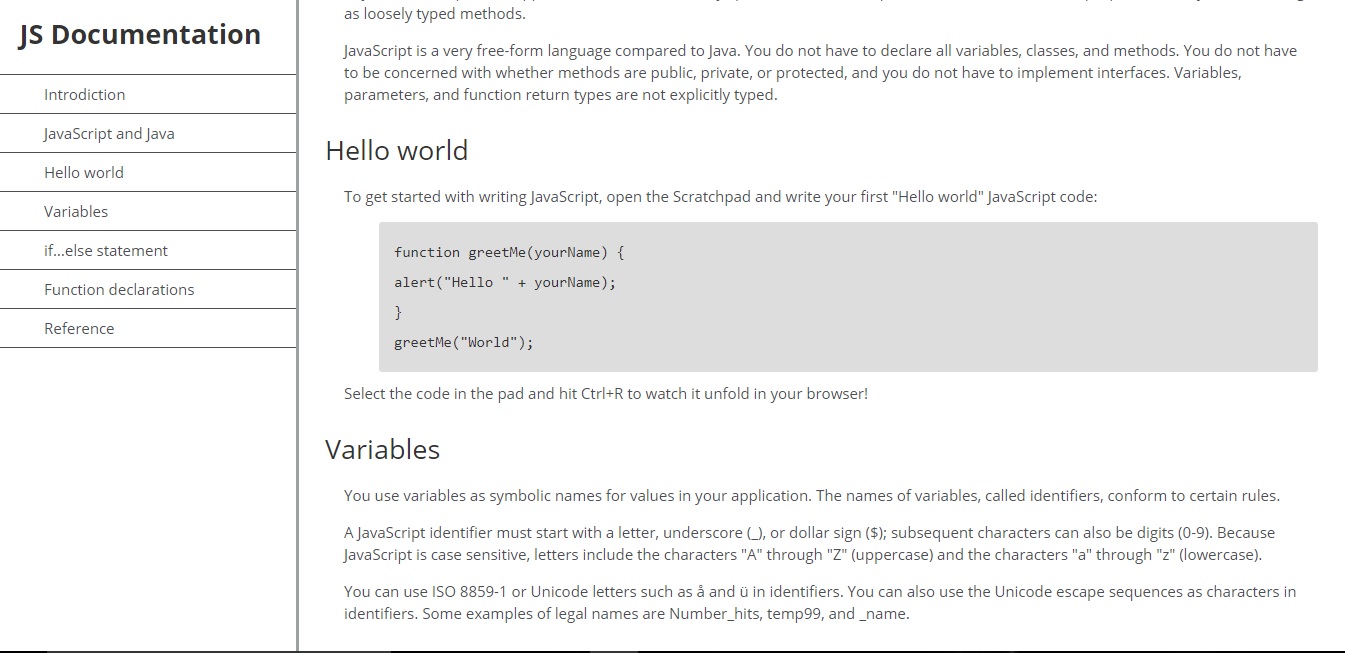 JS Documentation
Introdiction
JavaScript and Java
Hello world
Variables
if...else statement
Function declarations
Reference
as loosely typed methods.
JavaScript is a very free-form language compared to Java. You do not have to declare all variables, classes, and methods. You do not have
to be concerned with whether methods are public, private, or protected, and you do not have to implement interfaces. Variables,
parameters, and function return types are not explicitly typed.
Hello world
To get started with writing JavaScript, open the Scratchpad and write your first "Hello world" JavaScript code:
function greetMe(yourName) {
alert("Hello " + yourName);
}
greetMe("World");
Select the code in the pad and hit Ctrl+R to watch it unfold in your browser!
Variables
You use variables as symbolic names for values in your application. The names of variables, called identifiers, conform to certain rules.
A JavaScript identifier must start with a letter, underscore (_), or dollar sign ($); subsequent characters can also be digits (0-9). Because
JavaScript is case sensitive, letters include the characters "A" through "Z" (uppercase) and the characters "a" through "z" (lowercase).
You can use ISO 8859-1 or Unicode letters such as å and ü in identifiers. You can also use the Unicode escape sequences as characters in
identifiers. Some examples of legal names are Number_hits, temp99, and _name.